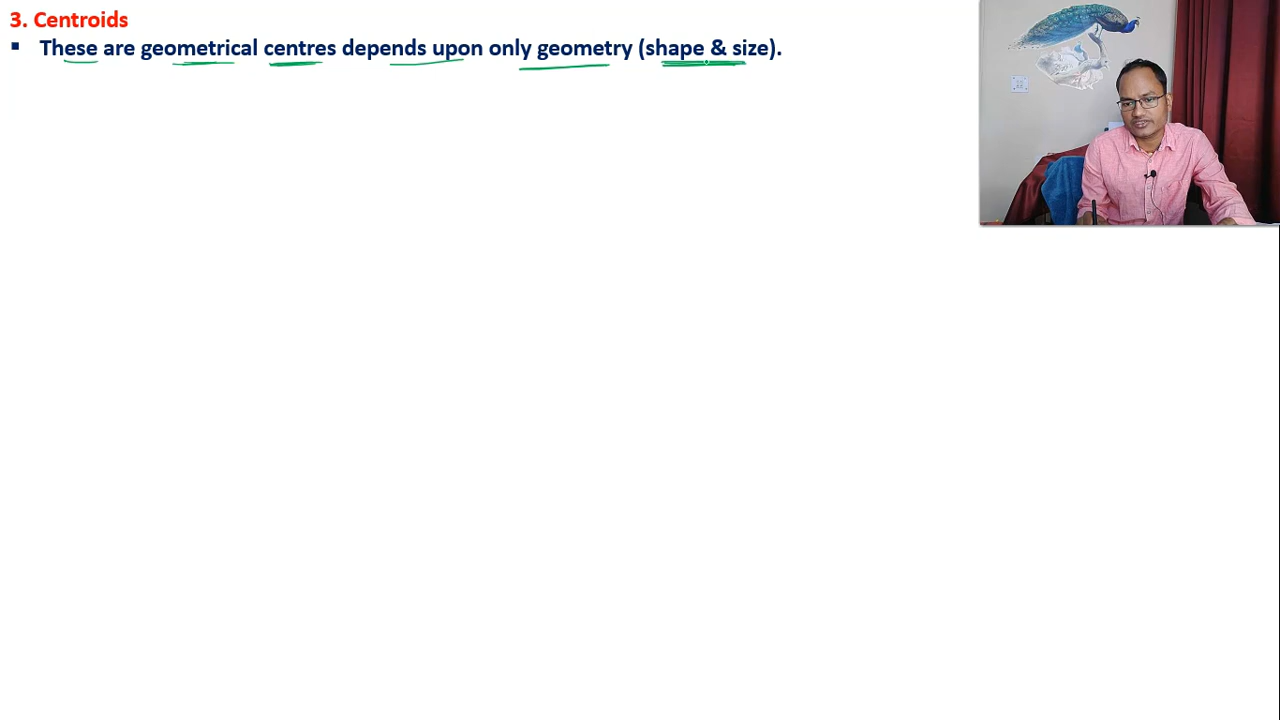 3. Centroids
▪ These are geometrical centres depends upon only geometry (shape & size).